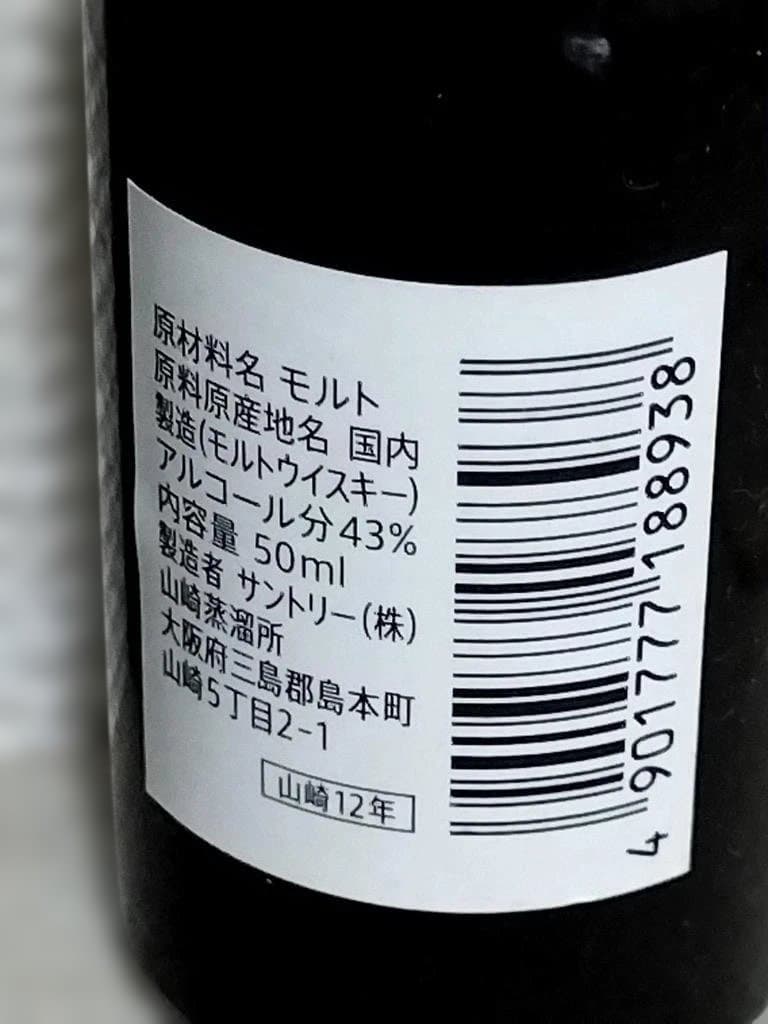 原材料名 モルト
原料原産地名 国内
製造(モルトウイスキー)
アルコール分43%
内容量 50ml
製造者 サントリー(株)
山崎蒸溜所
大阪府三島郡島本町
山崎5丁目2-1
山崎12年
4 901777 188938